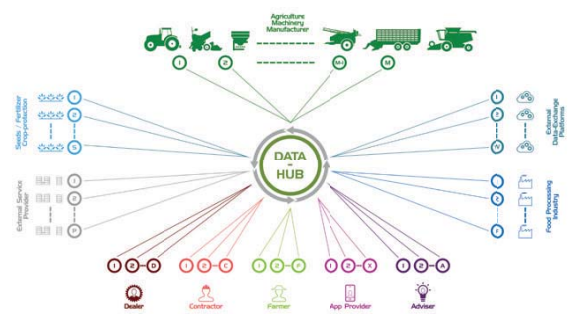 Agriculture
Machinery
Manufacturer
1
2
M-1
M
Seeds / Fertilizer
Crop-protection
1
2
S
External
Data-Exchange
Platforms
1
2
N
DATA
-
HUB
External Service
Provider
1
2
P
Food Processing
Industry
1
2
1
2
D
1
2
C
1
2
F
1
2
X
1
2
A
Dealer
Contractor
Farmer
App Provider
Adviser